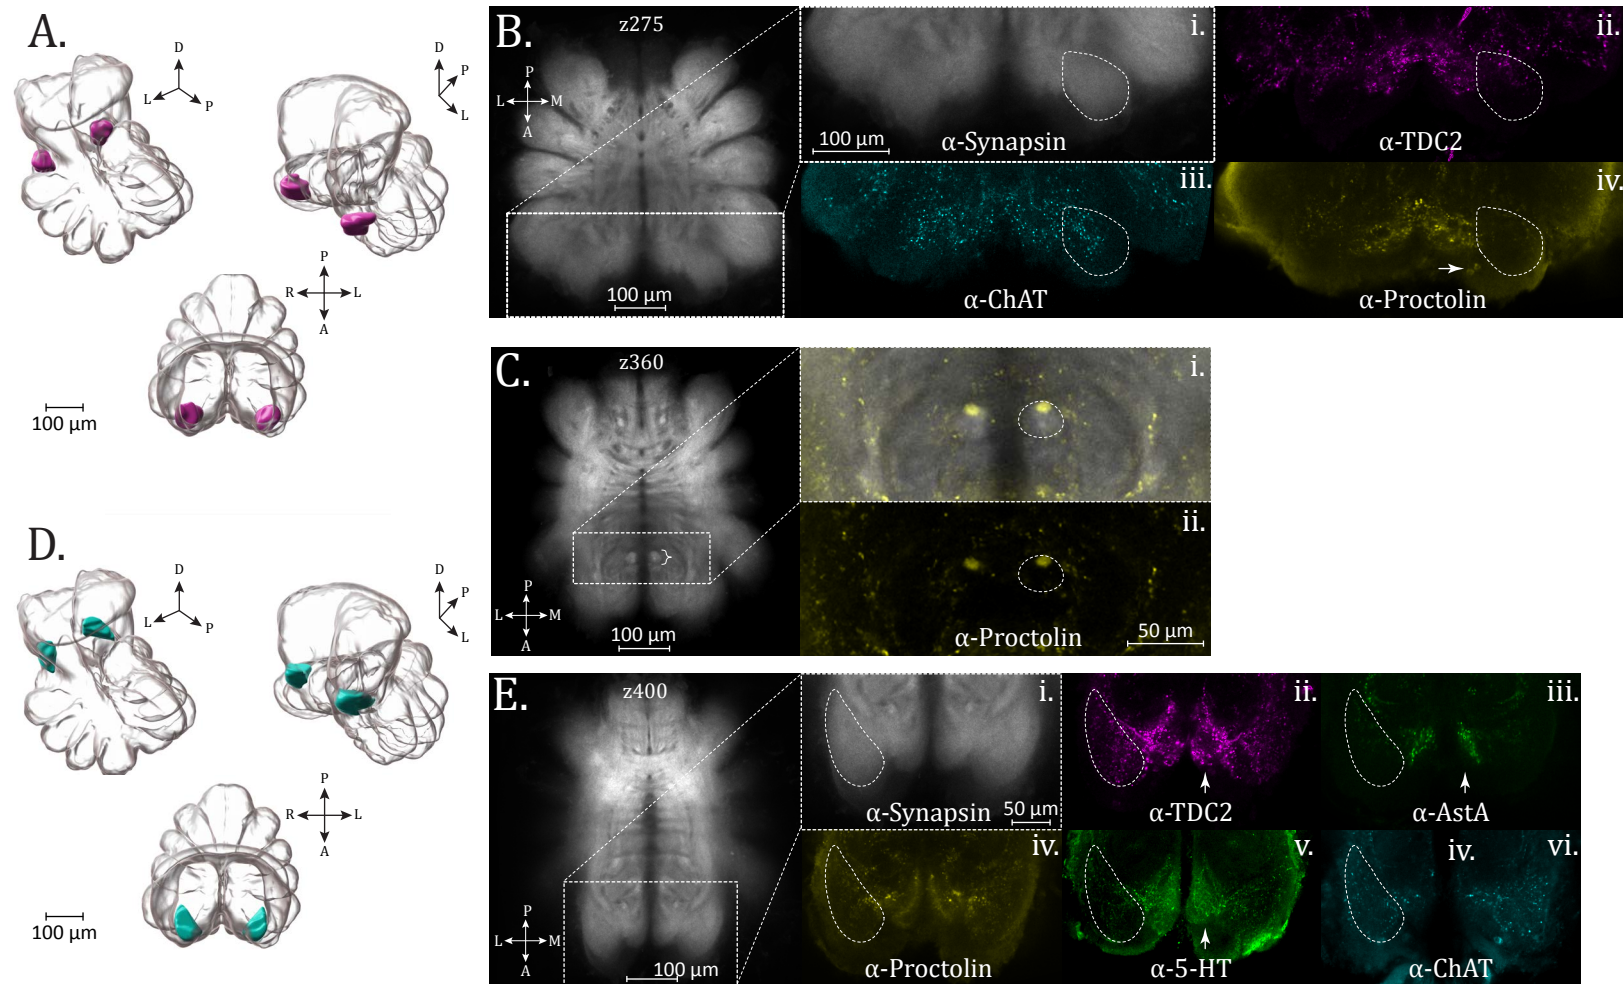 A.
D
L
P
D
P
L
P
R
L
A
100 μm
B.
z275
P
L
M
A
100 μm
i.
100 μm
α-Synapsin
ii.
α-TDC2
iii.
α-ChAT
iv.
α-Proctolin
C.
z360
P
L
M
A
100 μm
i.
ii.
α-Proctolin
50 μm
D.
D
L
P
D
P
L
P
R
L
A
100 μm
E.
z400
P
L
M
A
100 μm
i.
α-Synapsin
50 μm
ii.
α-TDC2
iii.
α-AstA
iv.
α-Proctolin
v.
α-5-HT
iv.
vi.
α-ChAT